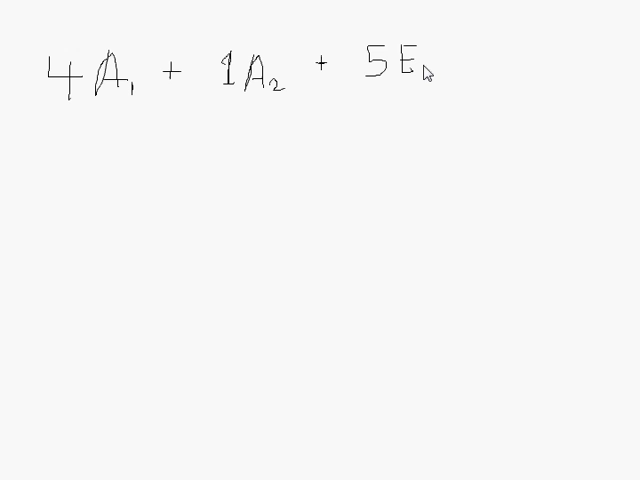 4A₁ + 1A₂ + 5E